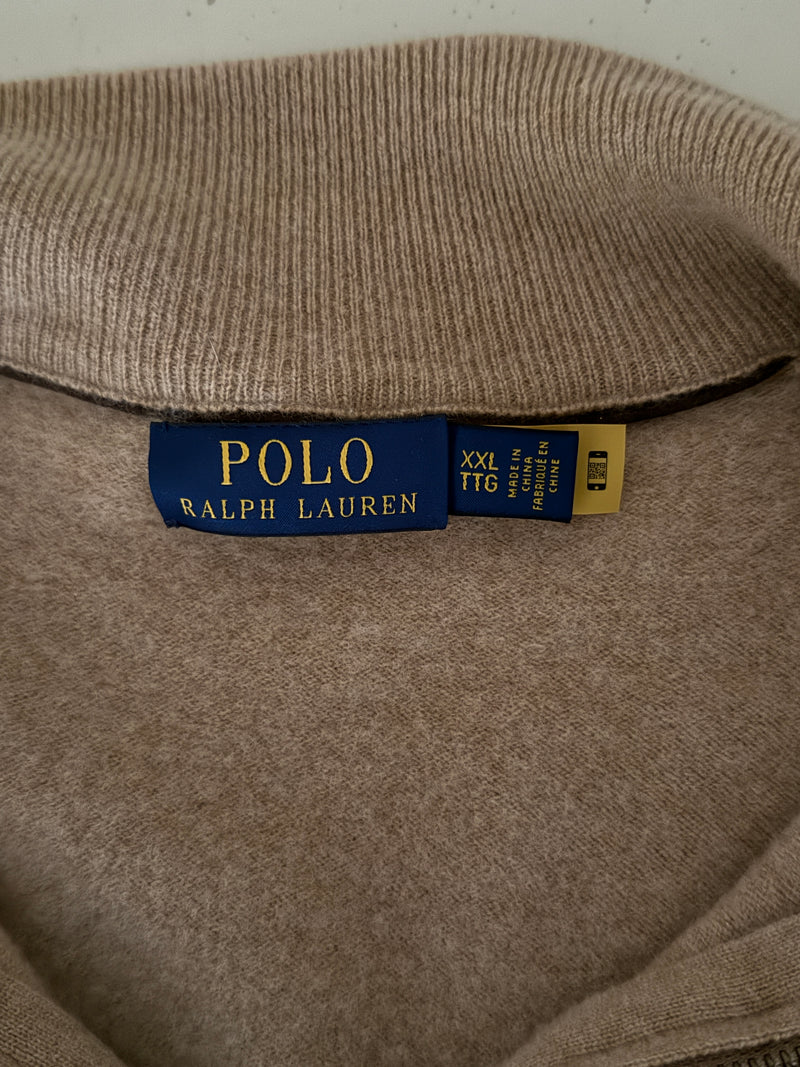 POLO
RALPH LAUREN
XXL
TTG
MADE IN
CHINA
FABRIQUÉ EN
CHINE